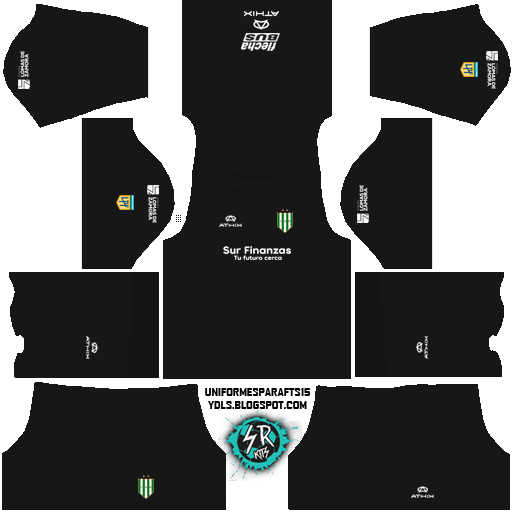 ATHIX
flecha
BUS
LOMAS DE
ZAMORA
LOMAS DE
ZAMORA
LOMAS DE
ZAMORA
LOMAS DE
ZAMORA
ATHIX
Sur Finanzas
Tu futuro cerca
ATHIX
ATHIX
UNIFORMESPARAFTS15
YDLS.BLOGSPOT.COM
SR
KITS
ATHIX